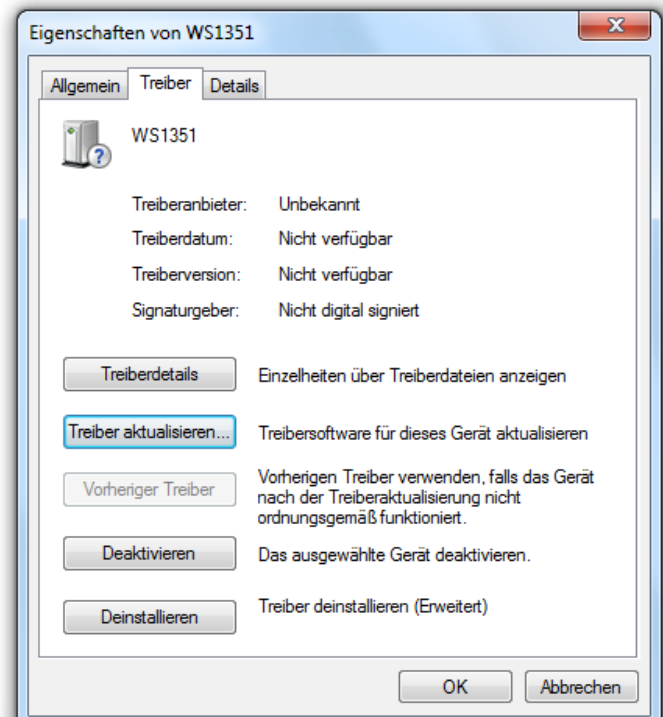 Eigenschaften von WS1351
Allgemein Treiber Details
WS1351
Treiberanbieter: Unbekannt
Treiberdatum: Nicht verfügbar
Treiberversion: Nicht verfügbar
Signaturgeber: Nicht digital signiert
Treiberdetails Einzelheiten über Treiberdateien anzeigen
Treiber aktualisieren... Treibersoftware für dieses Gerät aktualisieren
Vorheriger Treiber
Vorherigen Treiber verwenden, falls das Gerät
nach der Treiberaktualisierung nicht
ordnungsgemäß funktioniert.
Deaktivieren Das ausgewählte Gerät deaktivieren.
Deinstallieren Treiber deinstallieren (Erweitert)
OK Abbrechen